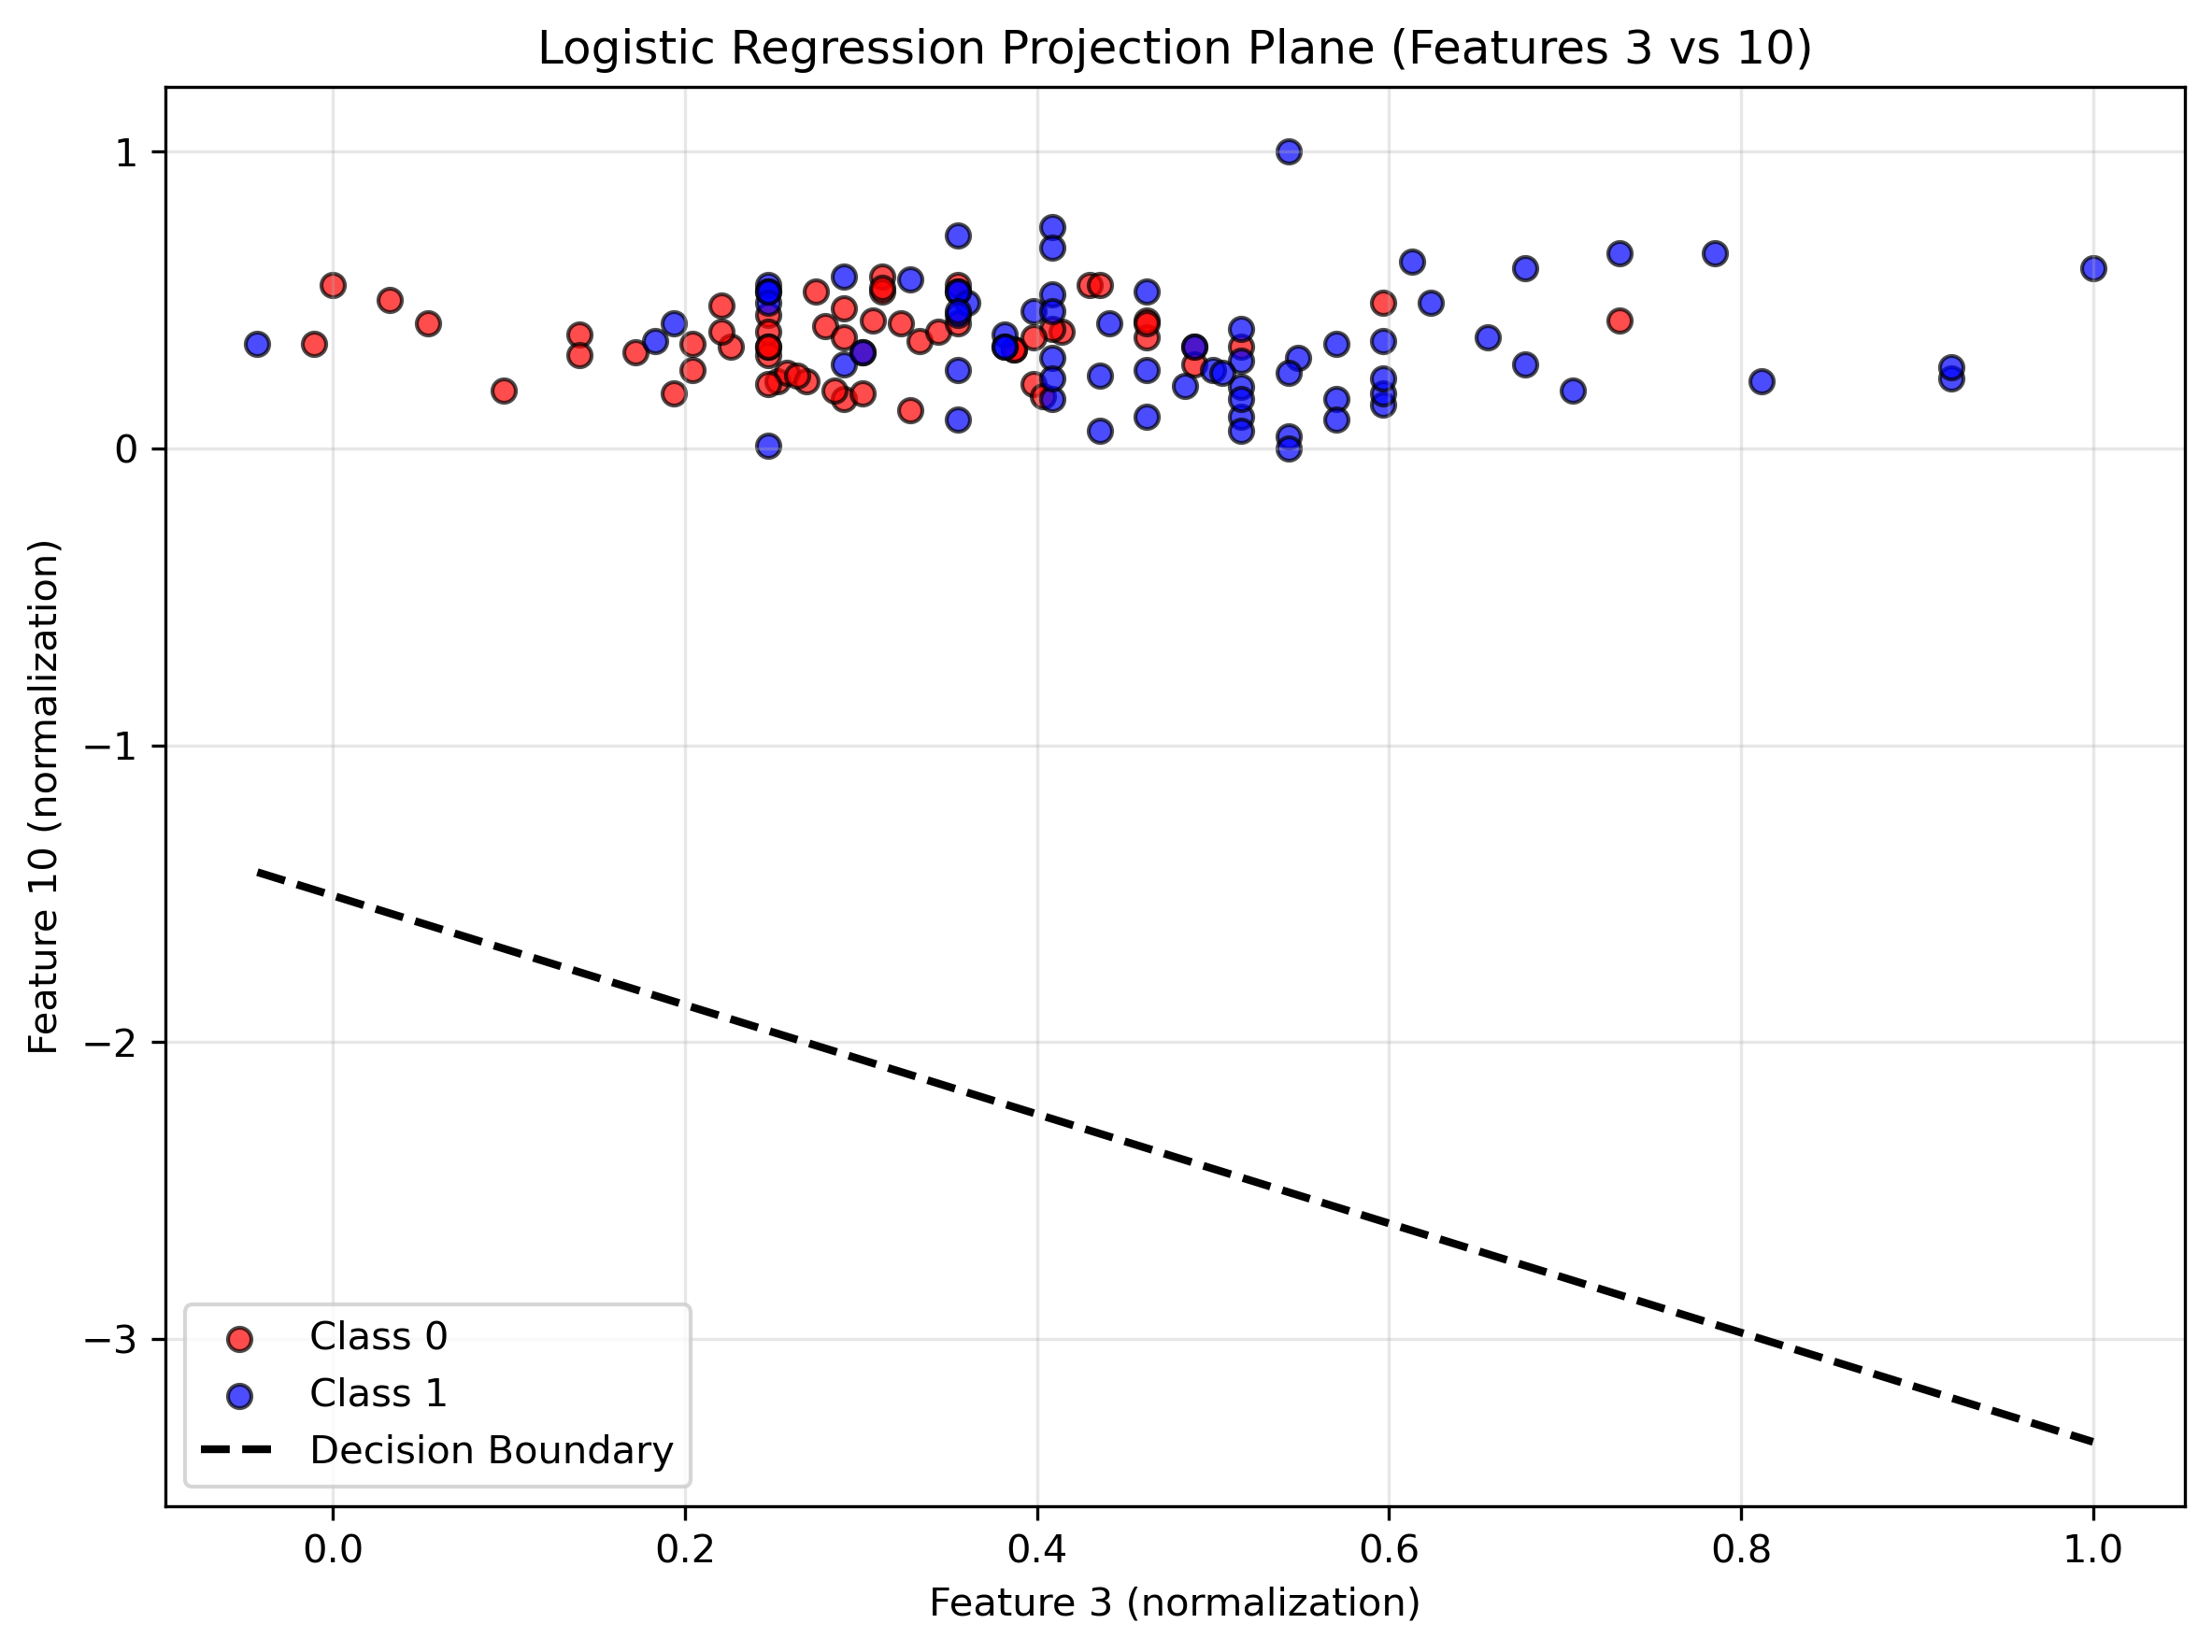 Logistic Regression Projection Plane (Features 3 vs 10)
Feature 10 (normalization)
1
0
−1
−2
−3
Class 0
Class 1
Decision Boundary
0.0 0.2 0.4 0.6 0.8 1.0
Feature 3 (normalization)